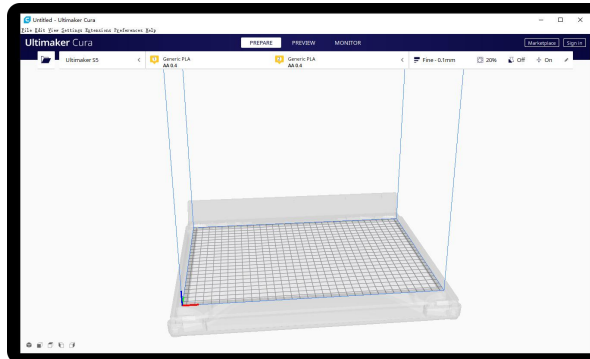 Untitled - Ultimaker Cura
File Edit View Settings Extensions Preferences Help
Ultimaker Cura PREPARE PREVIEW MONITOR Marketplace Sign in
Ultimaker S5 Generic PLA Generic PLA Fine - 0.1mm 20% Off On
AA 0.4 AA 0.4